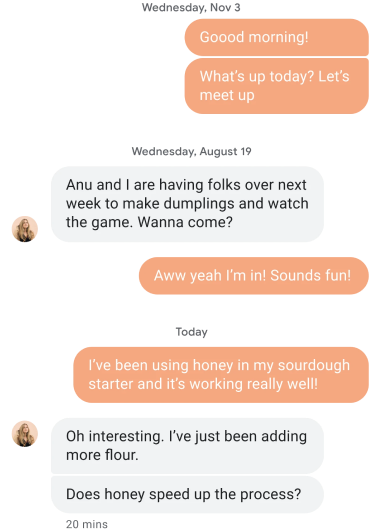 Wednesday, Nov 3
Goood morning!
What's up today? Let's
meet up
Wednesday, August 19
Anu and I are having folks over next
week to make dumplings and watch
the game. Wanna come?
Aww yeah I'm in! Sounds fun!
Today
I've been using honey in my sourdough
starter and it's working really well!
Oh interesting. I've just been adding
more flour.
Does honey speed up the process?
20 mins